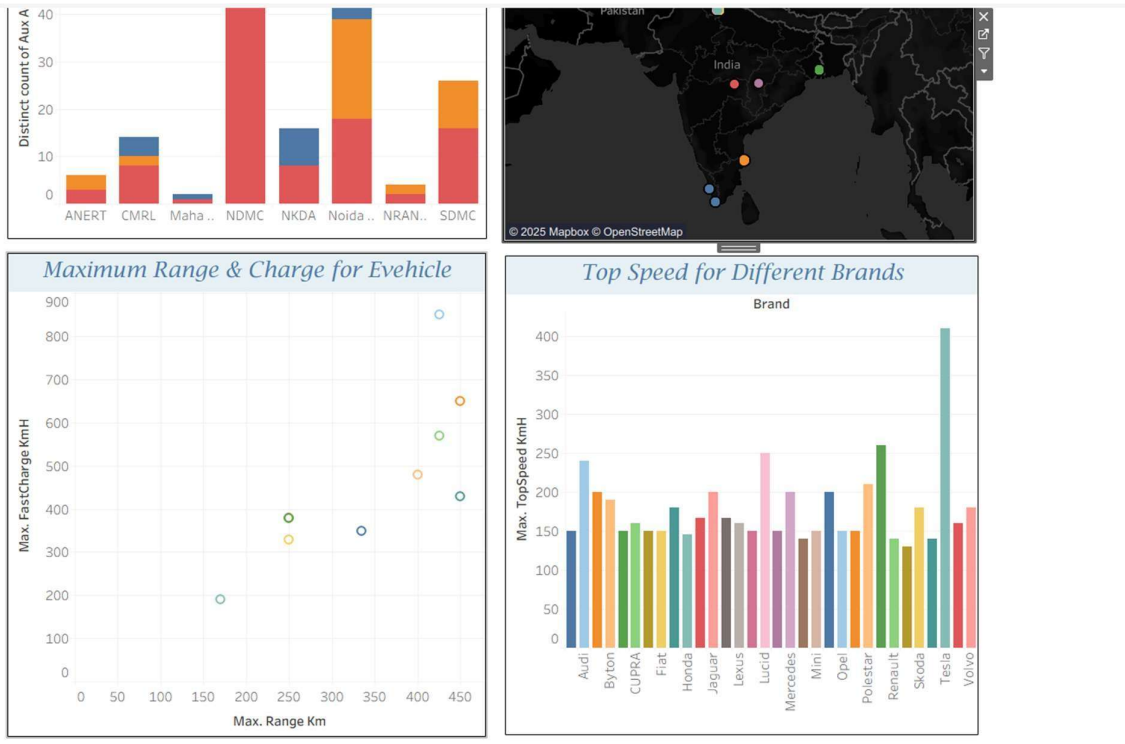 Distinct count of Aux A
40
30
20
10
0
ANERT CMRL Maha .. NDMC NKDA Noida .. NRAN.. SDMC
Pakistan
India
© 2025 Mapbox © OpenStreetMap
Maximum Range & Charge for Evehicle
Max. FastCharge KmH
900
800
700
600
500
400
300
200
100
0
0 50 100 150 200 250 300 350 400 450
Max. Range Km
Top Speed for Different Brands
Brand
Max. TopSpeed KmH
400
350
300
250
200
150
100
50
0
Audi
Byton
CUPRA
Fiat
Honda
Jaguar
Lexus
Lucid
Mercedes
Mini
Opel
Polestar
Renault
Skoda
Tesla
Volvo